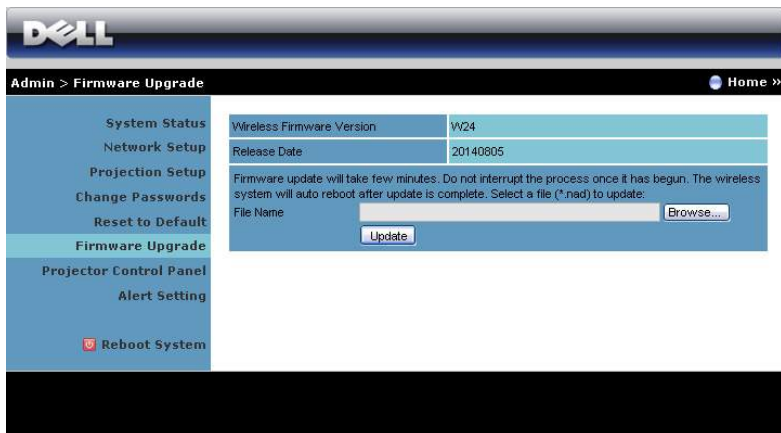 DELL
Admin > Firmware Upgrade
Home »
System Status
Network Setup
Projection Setup
Change Passwords
Reset to Default
Firmware Upgrade
Projector Control Panel
Alert Setting
Reboot System
Wireless Firmware Version W24
Release Date 20140805
Firmware update will take few minutes. Do not interrupt the process once it has begun. The wireless
system will auto reboot after update is complete. Select a file (*.nad) to update:
File Name Browse...
Update